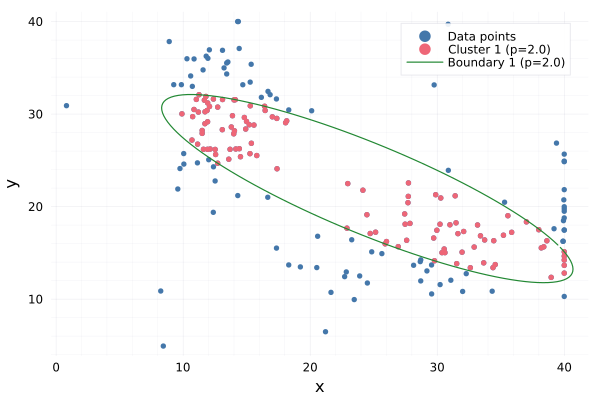 Data points
Cluster 1 (p=2.0)
Boundary 1 (p=2.0)
40
30
20
10
y
0 10 20 30 40
x